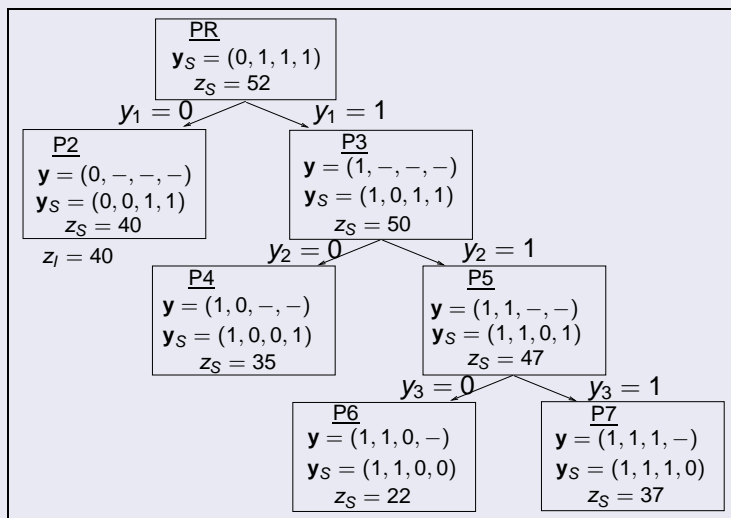 PR
y_S = (0, 1, 1, 1)
z_S = 52
y_1 = 0
y_1 = 1
P2
y = (0, −, −, −)
y_S = (0, 0, 1, 1)
z_S = 40
z_I = 40
P3
y = (1, −, −, −)
y_S = (1, 0, 1, 1)
z_S = 50
y_2 = 0
y_2 = 1
P4
y = (1, 0, −, −)
y_S = (1, 0, 0, 1)
z_S = 35
P5
y = (1, 1, −, −)
y_S = (1, 1, 0, 1)
z_S = 47
y_3 = 0
y_3 = 1
P6
y = (1, 1, 0, −)
y_S = (1, 1, 0, 0)
z_S = 22
P7
y = (1, 1, 1, −)
y_S = (1, 1, 1, 0)
z_S = 37